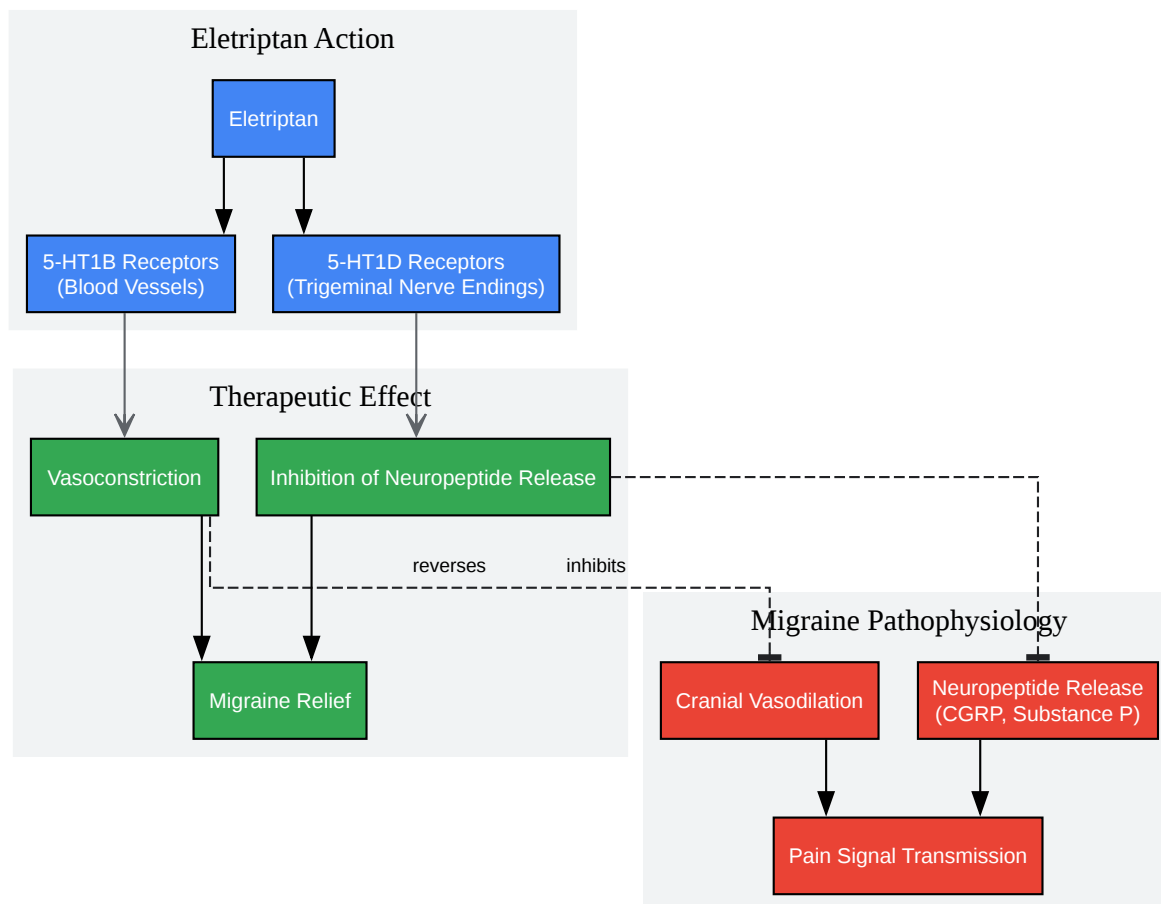 Eletriptan Action
Eletriptan
5-HT1B Receptors
(Blood Vessels)
5-HT1D Receptors
(Trigeminal Nerve Endings)
Therapeutic Effect
Vasoconstriction
Inhibition of Neuropeptide Release
reverses
inhibits
Migraine Relief
Migraine Pathophysiology
Cranial Vasodilation
Neuropeptide Release
(CGRP, Substance P)
Pain Signal Transmission